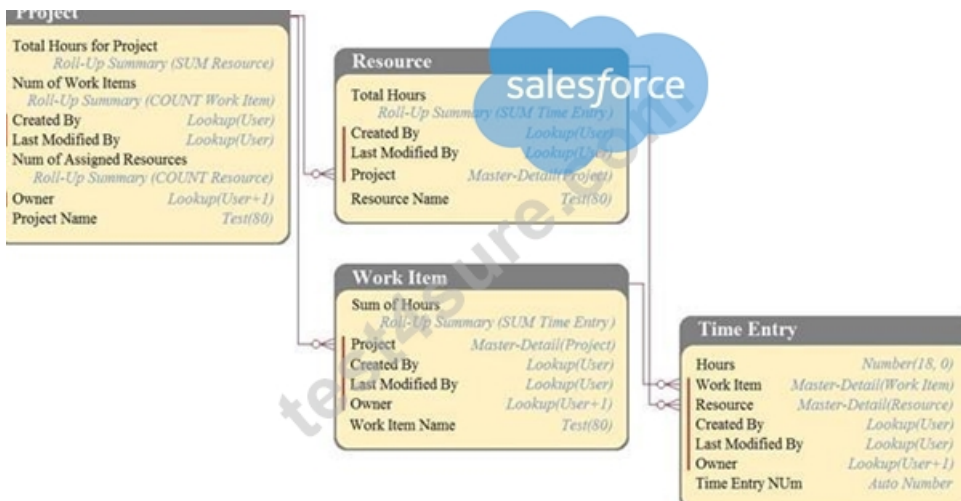 Project
Total Hours for Project
Roll-Up Summary (SUM Resource)
Num of Work Items
Roll-Up Summary (COUNT Work Item)
Created By Lookup(User)
Last Modified By Lookup(User)
Num of Assigned Resources
Roll-Up Summary (COUNT Resource)
Owner Lookup(User+1)
Project Name Test(80)
Resource
Total Hours
Roll-Up Summary (SUM Time Entry)
Created By Lookup(User)
Last Modified By Lookup(User)
Project Master-Detail(Project)
Resource Name Test(80)
salesforce
Work Item
Sum of Hours
Roll-Up Summary (SUM Time Entry)
Project Master-Detail(Project)
Created By Lookup(User)
Last Modified By Lookup(User)
Owner Lookup(User+1)
Work Item Name Test(80)
Time Entry
Hours Number(18, 0)
Work Item Master-Detail(Work Item)
Resource Master-Detail(Resource)
Created By Lookup(User)
Last Modified By Lookup(User)
Owner Lookup(User+1)
Time Entry NUm Auto Number
test4sure.com